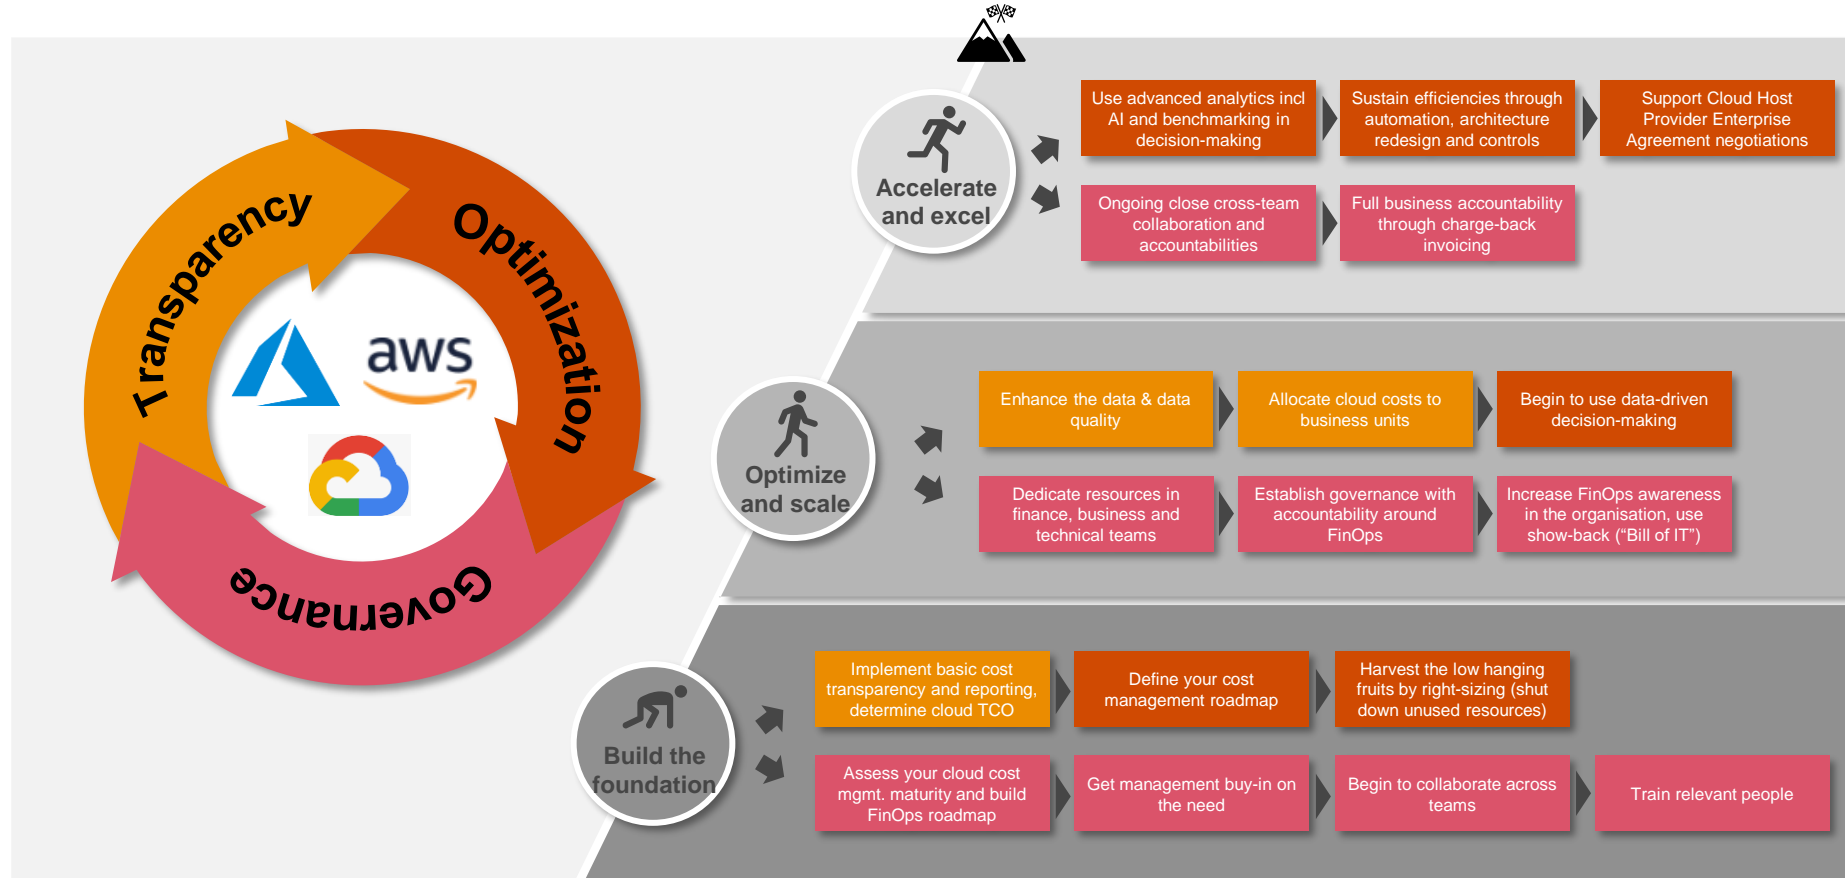 Transparency
Optimization
Governance
aws
Accelerate
and excel
Use advanced analytics incl
AI and benchmarking in
decision-making
Sustain efficiencies through
automation, architecture
redesign and controls
Support Cloud Host
Provider Enterprise
Agreement negotiations
Ongoing close cross-team
collaboration and
accountabilities
Full business accountability
through charge-back
invoicing
Optimize
and scale
Enhance the data & data
quality
Allocate cloud costs to
business units
Begin to use data-driven
decision-making
Dedicate resources in
finance, business and
technical teams
Establish governance with
accountability around
FinOps
Increase FinOps awareness
in the organisation, use
show-back (“Bill of IT”)
Build the
foundation
Implement basic cost
transparency and reporting,
determine cloud TCO
Define your cost
management roadmap
Harvest the low hanging
fruits by right-sizing (shut
down unused resources)
Assess your cloud cost
mgmt. maturity and build
FinOps roadmap
Get management buy-in on
the need
Begin to collaborate across
teams
Train relevant people